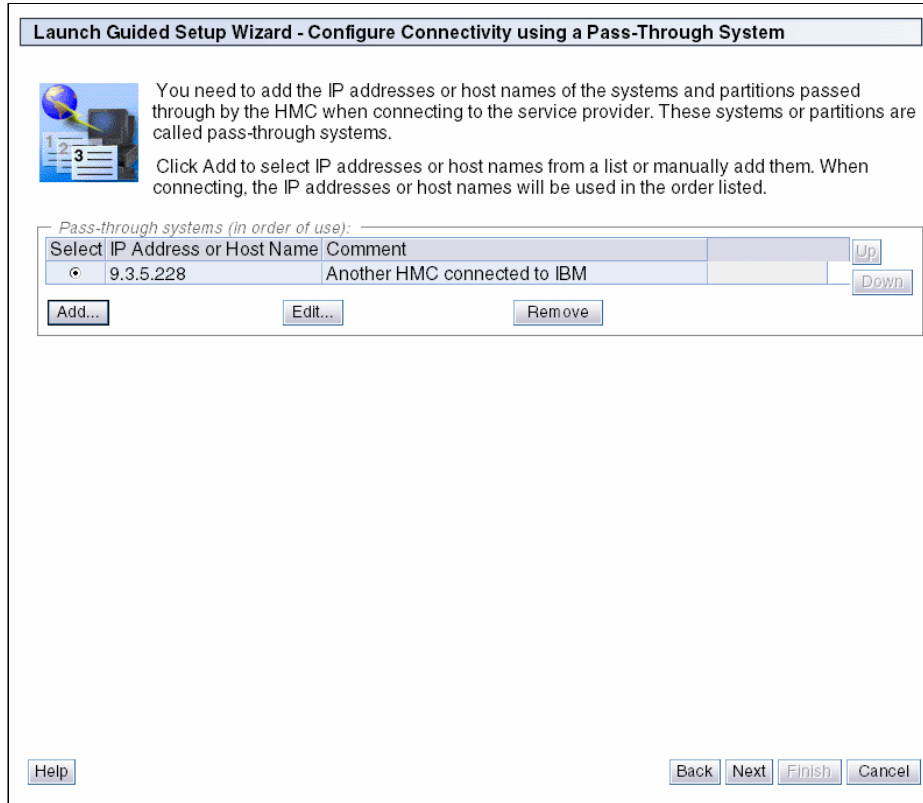 Launch Guided Setup Wizard - Configure Connectivity using a Pass-Through System
You need to add the IP addresses or host names of the systems and partitions passed
through by the HMC when connecting to the service provider. These systems or partitions are
called pass-through systems.
Click Add to select IP addresses or host names from a list or manually add them. When
connecting, the IP addresses or host names will be used in the order listed.
1 2 3
Pass-through systems (in order of use):
Select IP Address or Host Name Comment
Up
9.3.5.228 Another HMC connected to IBM
Down
Add... Edit... Remove
Help Back Next Finish Cancel